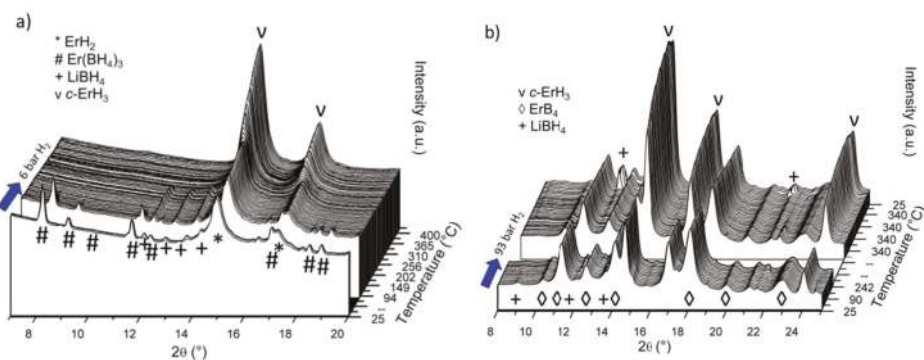 a)
* ErH2
# Er(BH4)3
+ LiBH4
ν c-ErH3
ν
ν
Intensity (a.u.)
6 bar H2
# # # # + # + + + * * # # #
400
365
310
256
202
149
94
--
25
Temperature (°C)
8 10 12 14 16 18 20
2θ (°)
b)
ν c-ErH3
◊ ErB4
+ LiBH4
ν
ν
ν
+
+
Intensity (a.u.)
93 bar H2
+ ◊ ◊ + ◊ + ◊ ◊ ◊ ◊
25
340
340
340
--
242
90
25
Temperature (°C)
8 10 12 14 16 18 20 22 24
2θ (°)